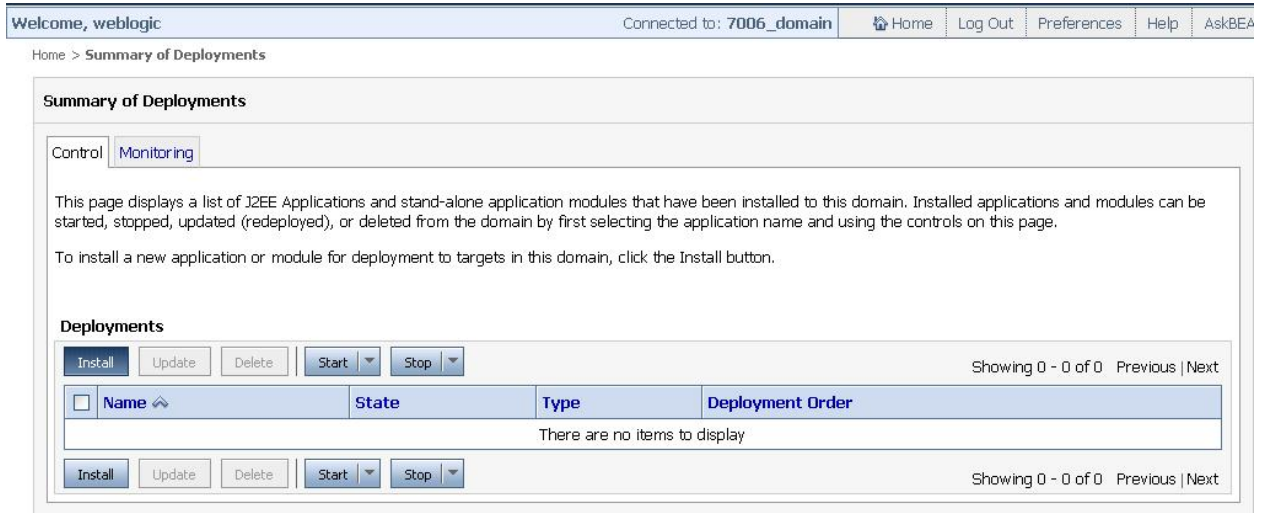 Welcome, weblogic Connected to: 7006_domain Home Log Out Preferences Help AskBEA
Home > Summary of Deployments
Summary of Deployments
Control Monitoring
This page displays a list of J2EE Applications and stand-alone application modules that have been installed to this domain. Installed applications and modules can be
started, stopped, updated (redeployed), or deleted from the domain by first selecting the application name and using the controls on this page.
To install a new application or module for deployment to targets in this domain, click the Install button.
Deployments
Install Update Delete Start Stop Showing 0 - 0 of 0 Previous | Next
Name State Type Deployment Order
There are no items to display
Install Update Delete Start Stop Showing 0 - 0 of 0 Previous | Next